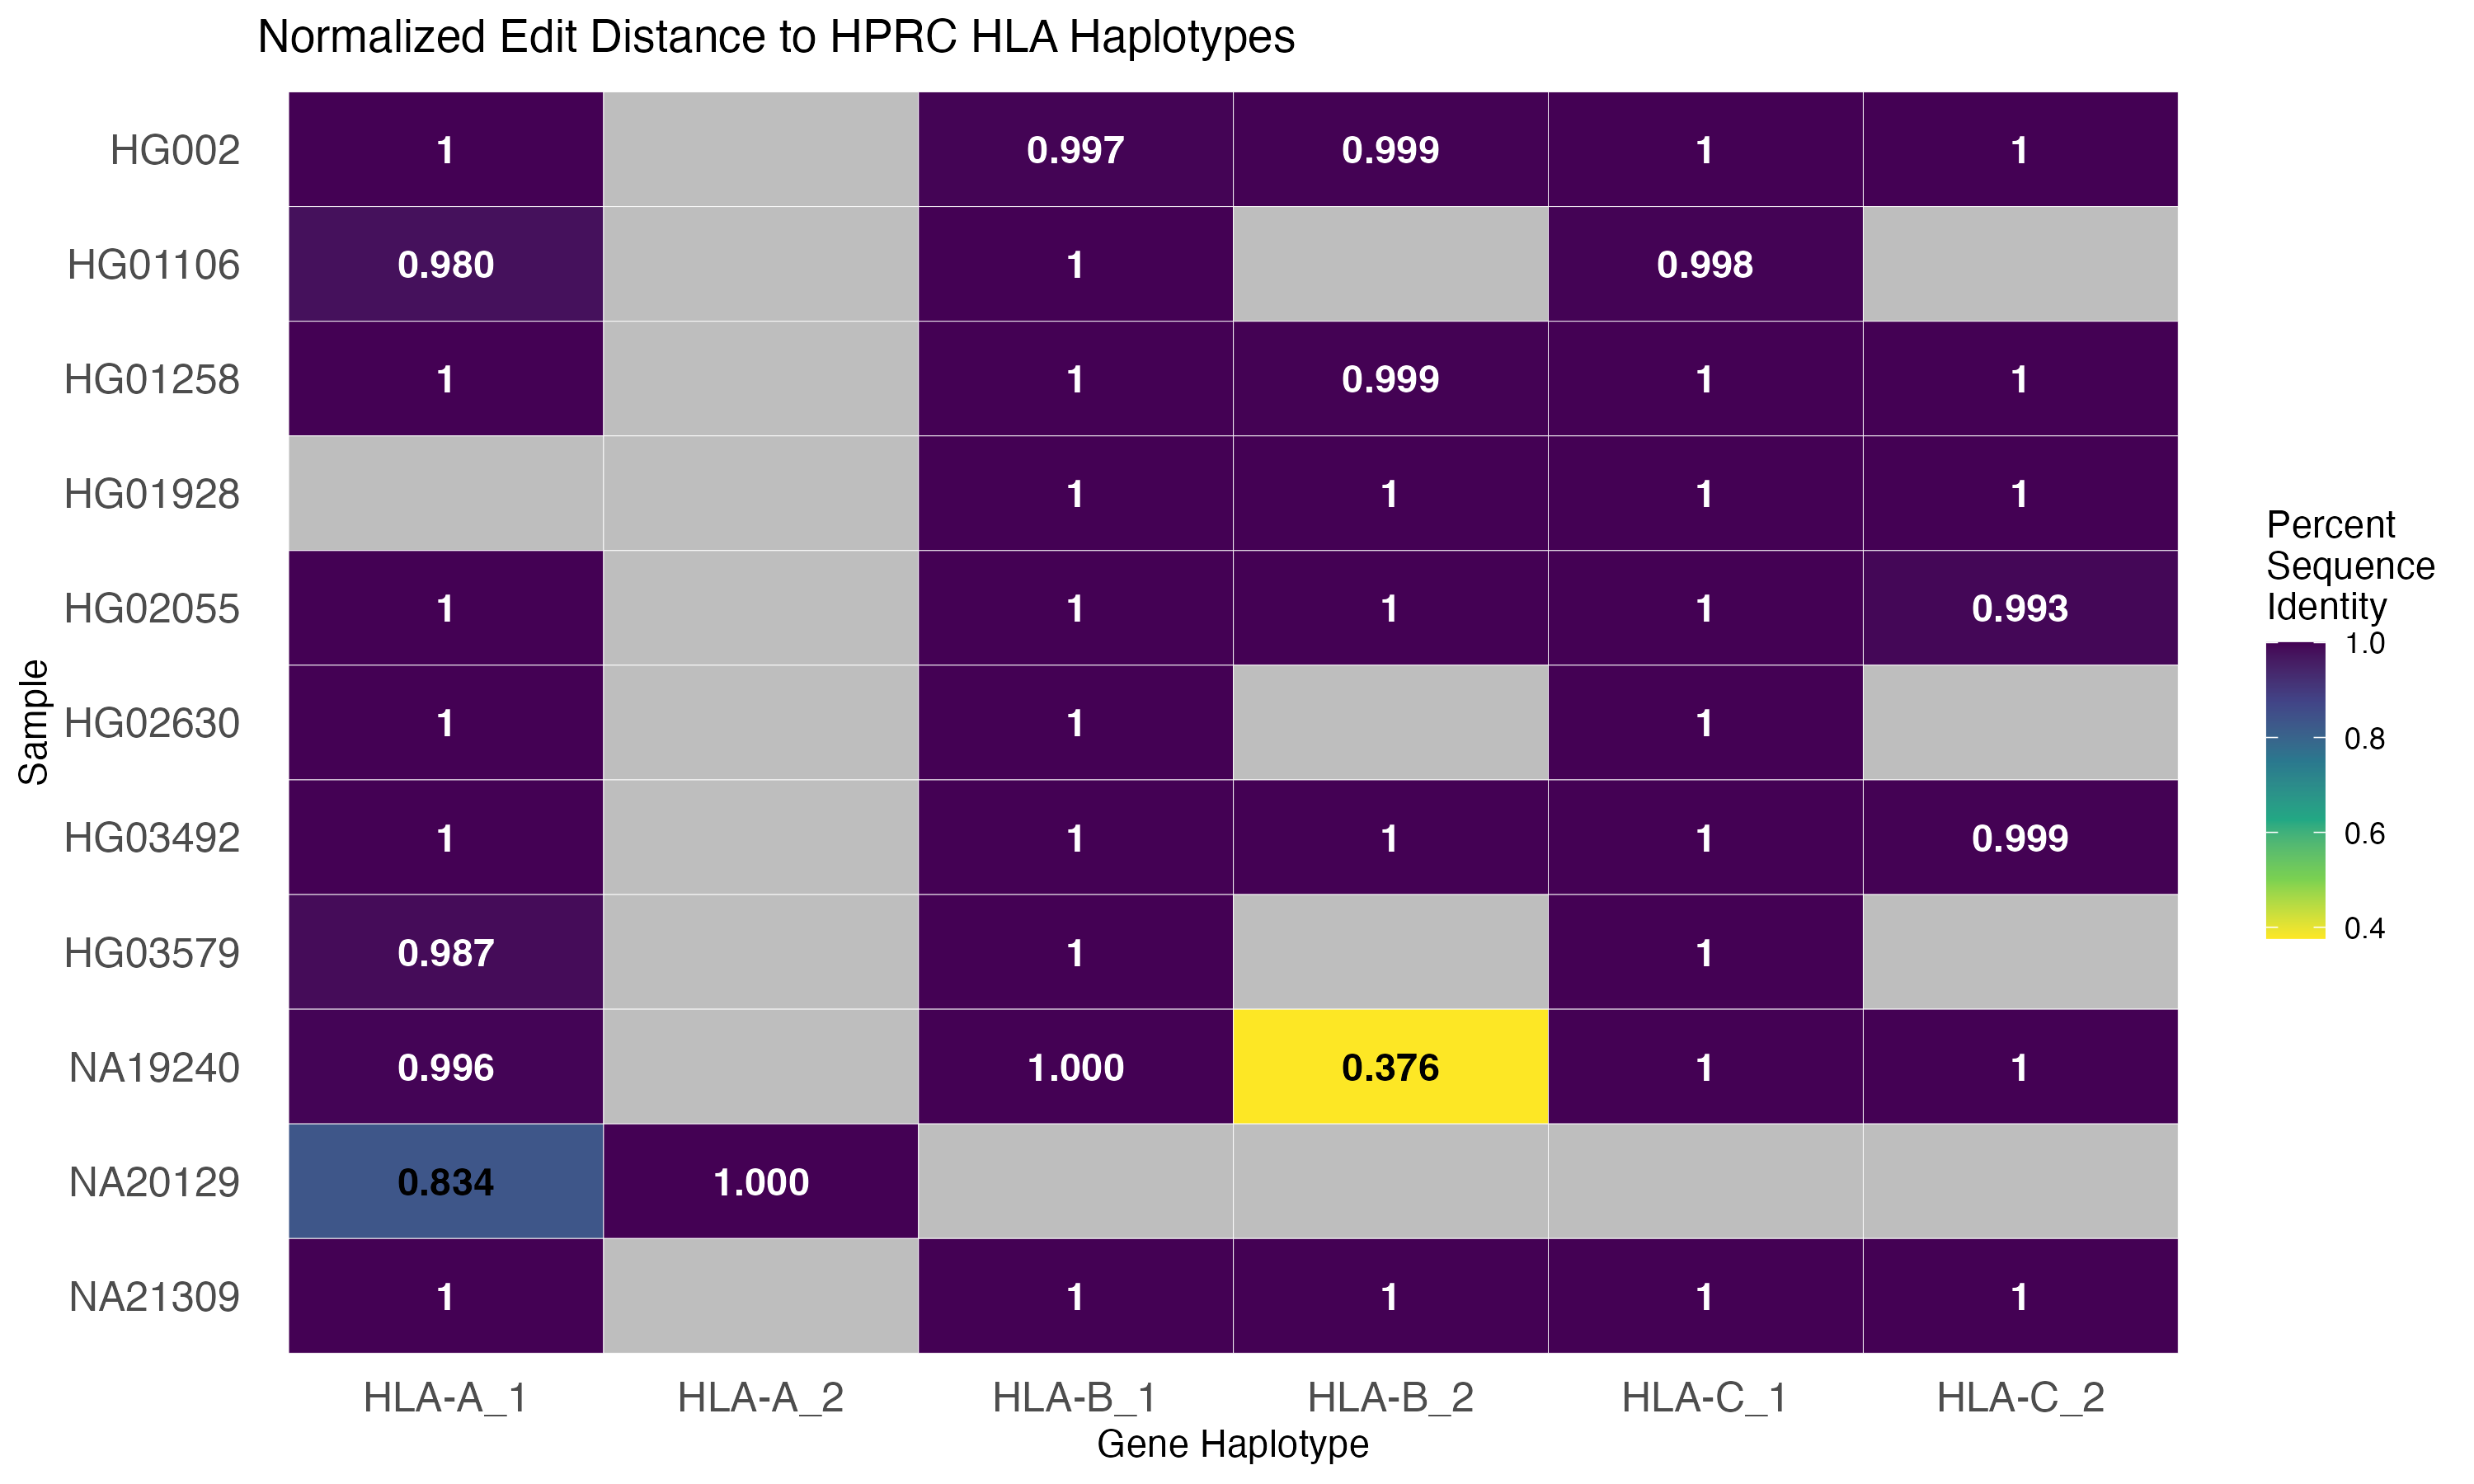 Normalized Edit Distance to HPRC HLA Haplotypes
HG002 1 0.997 0.999 1 1
HG01106 0.980 1 0.998
HG01258 1 1 0.999 1 1
HG01928 1 1 1 1
HG02055 1 1 1 1 0.993
HG02630 1 1 1
HG03492 1 1 1 1 0.999
HG03579 0.987 1 1
NA19240 0.996 1.000 0.376 1 1
NA20129 0.834 1.000
NA21309 1 1 1 1 1
HLA-A_1 HLA-A_2 HLA-B_1 HLA-B_2 HLA-C_1 HLA-C_2
Gene Haplotype
Sample
Percent
Sequence
Identity
1.0
0.8
0.6
0.4